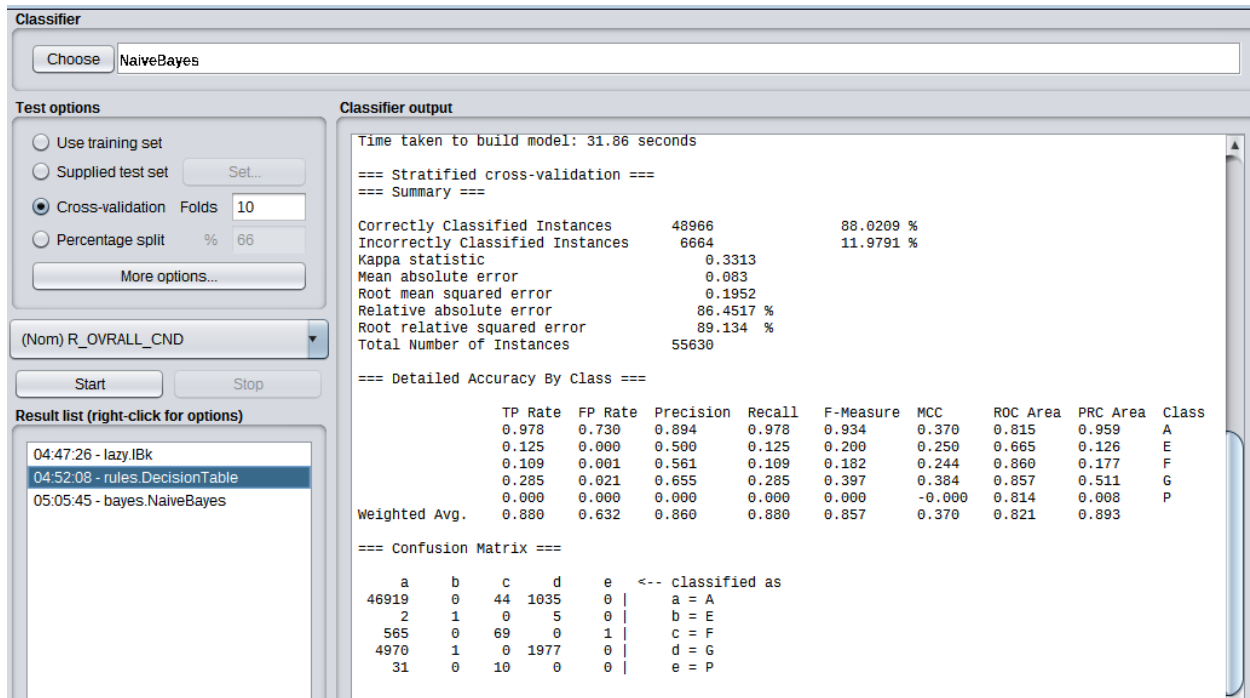 Classifier
Choose NaiveBayes
Test options
Use training set
Supplied test set Set...
Cross-validation Folds 10
Percentage split % 66
More options...
(Nom) R_OVRALL_CND
Start Stop
Result list (right-click for options)
04:47:26 - lazy.IBk
04:52:08 - rules.DecisionTable
05:05:45 - bayes.NaiveBayes
Classifier output
Time taken to build model: 31.86 seconds
=== Stratified cross-validation ===
=== Summary ===
Correctly Classified Instances 48966 88.0209 %
Incorrectly Classified Instances 6664 11.9791 %
Kappa statistic 0.3313
Mean absolute error 0.083
Root mean squared error 0.1952
Relative absolute error 86.4517 %
Root relative squared error 89.134 %
Total Number of Instances 55630
=== Detailed Accuracy By Class ===
TP Rate FP Rate Precision Recall F-Measure MCC ROC Area PRC Area Class
0.978 0.730 0.894 0.978 0.934 0.370 0.815 0.959 A
0.125 0.000 0.500 0.125 0.200 0.250 0.665 0.126 E
0.109 0.001 0.561 0.109 0.182 0.244 0.860 0.177 F
0.285 0.021 0.655 0.285 0.397 0.384 0.857 0.511 G
0.000 0.000 0.000 0.000 0.000 -0.000 0.814 0.008 P
Weighted Avg. 0.880 0.632 0.860 0.880 0.857 0.370 0.821 0.893
=== Confusion Matrix ===
a b c d e <-- classified as
46919 0 44 1035 0 | a = A
2 1 0 5 0 | b = E
565 0 69 0 1 | c = F
4970 1 0 1977 0 | d = G
31 0 10 0 0 | e = P